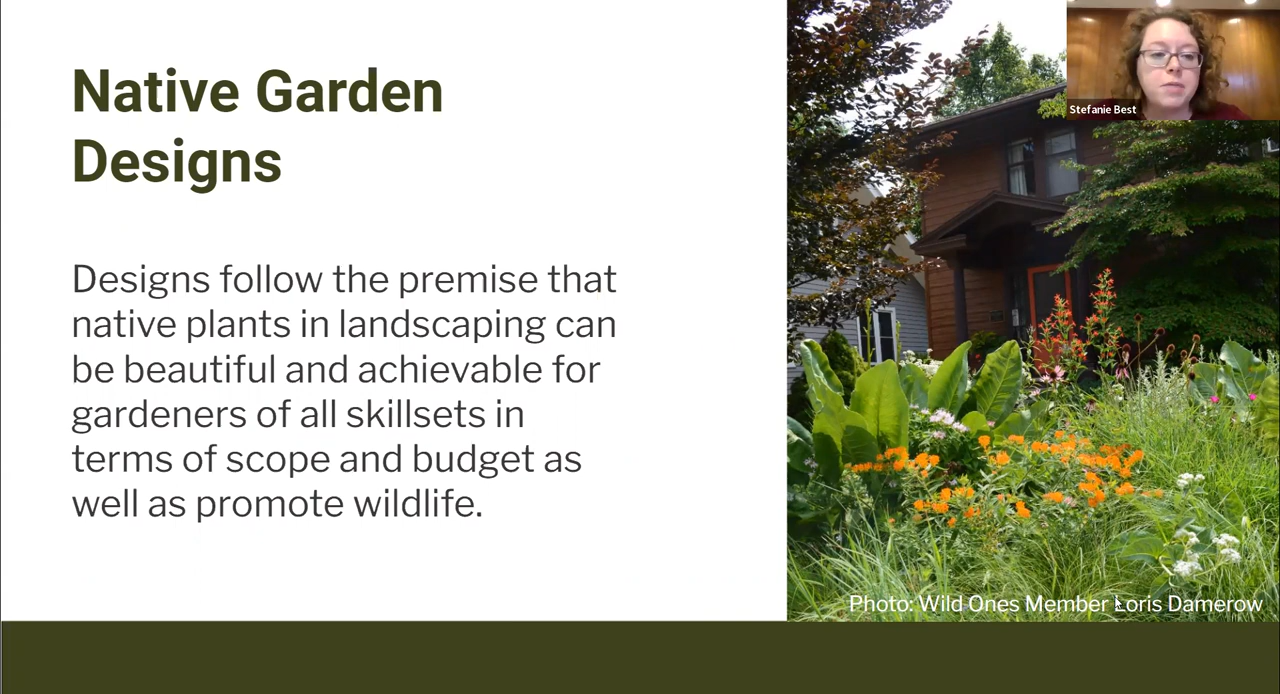 Native Garden
Designs
Designs follow the premise that
native plants in landscaping can
be beautiful and achievable for
gardeners of all skillsets in
terms of scope and budget as
well as promote wildlife.
Stefanie Best
Photo: Wild Ones Member Loris Damerow